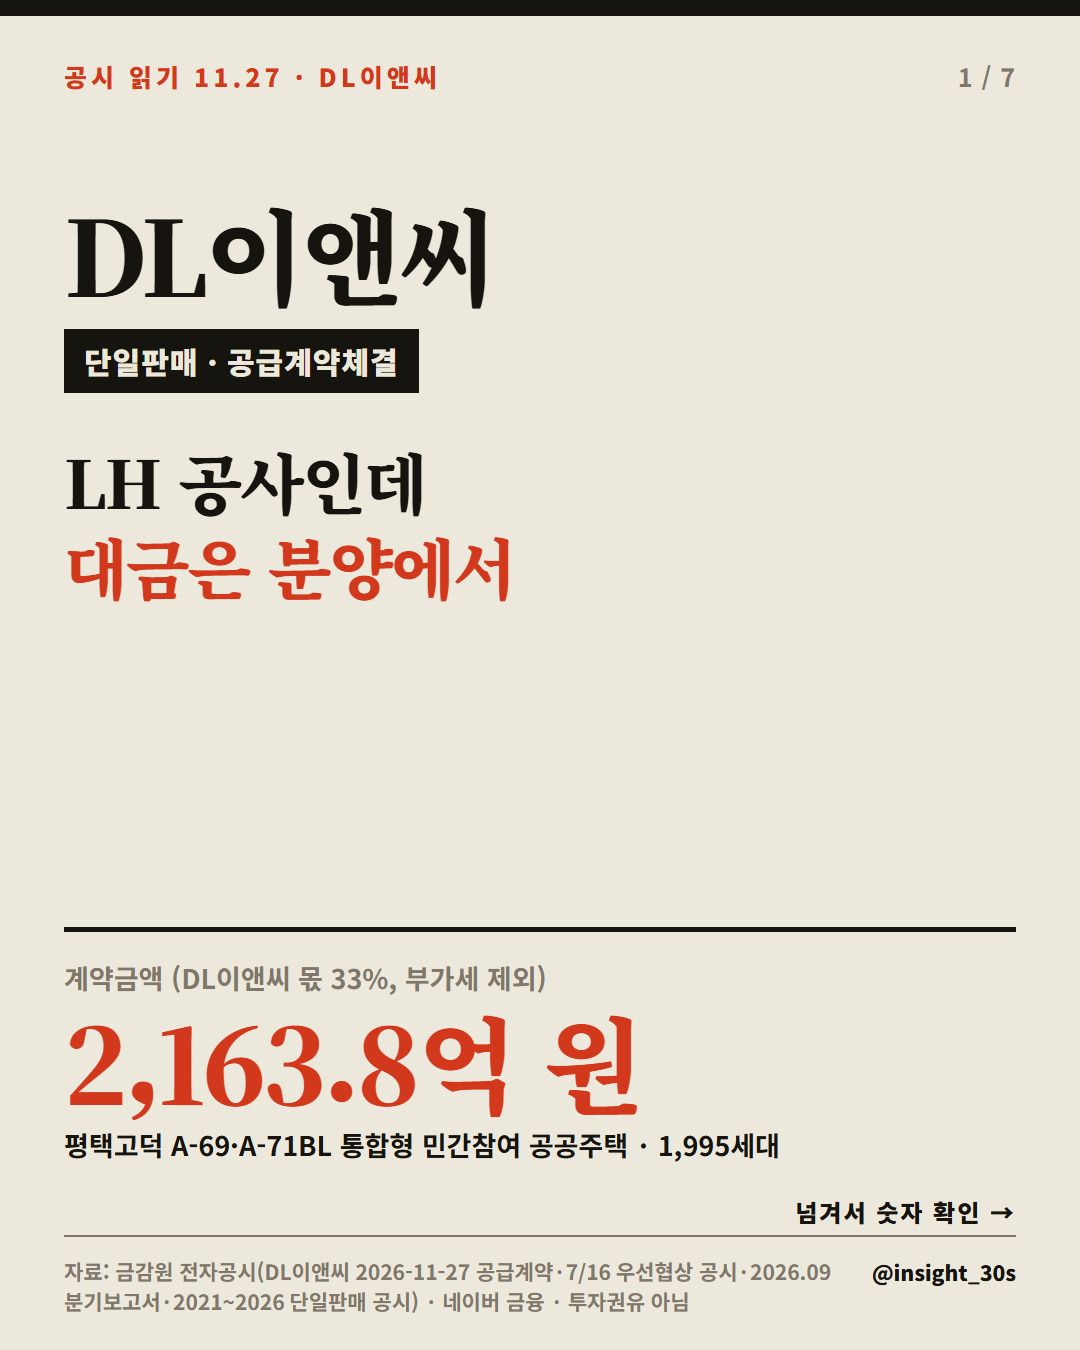 공시 읽기 11.27 · DL이앤씨
1 / 7
DL이앤씨
단일판매 · 공급계약체결
LH 공사인데
대금은 분양에서
계약금액 (DL이앤씨 몫 33%, 부가세 제외)
2,163.8억 원
평택고덕 A-69·A-71BL 통합형 민간참여 공공주택 · 1,995세대
넘겨서 숫자 확인 →
자료: 금감원 전자공시(DL이앤씨 2026-11-27 공급계약·7/16 우선협상 공시·2026.09
분기보고서·2021~2026 단일판매 공시) · 네이버 금융 · 투자권유 아님
@insight_30s